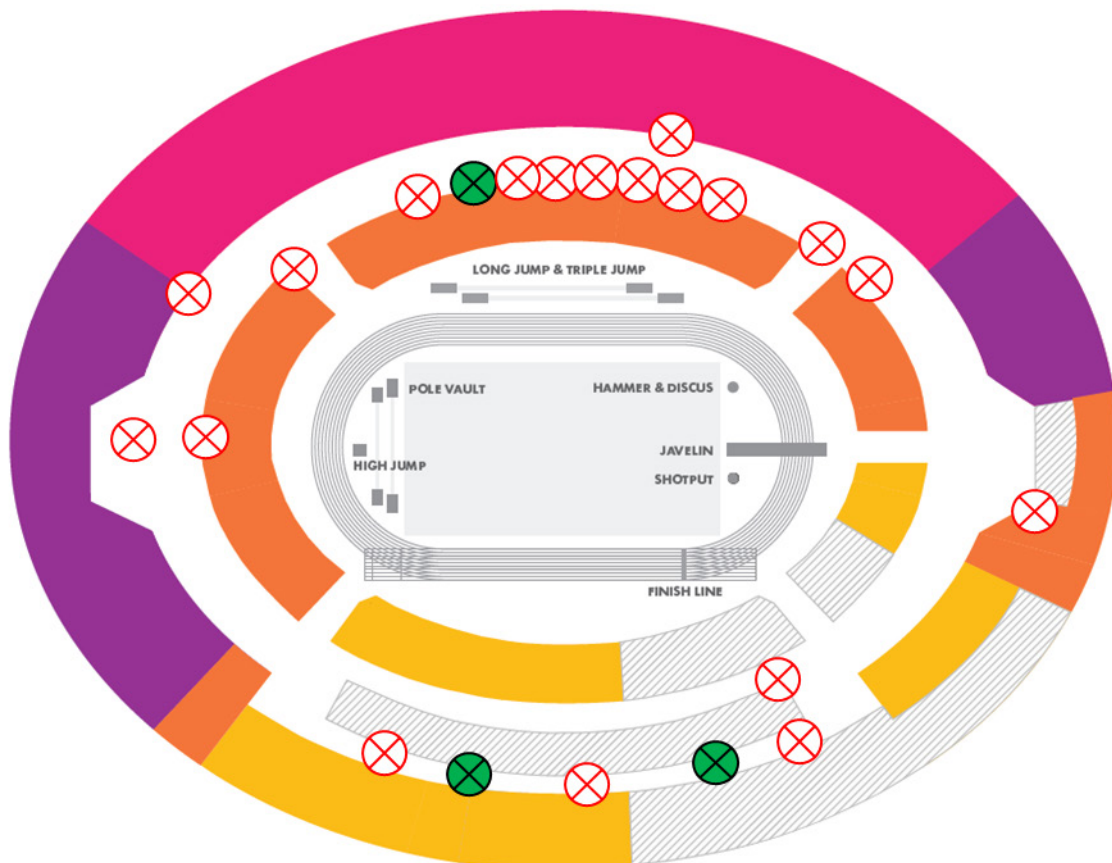 LONG JUMP & TRIPLE JUMP
POLE VAULT
HAMMER & DISCUS
HIGH JUMP
JAVELIN
SHOTPUT
FINISH LINE